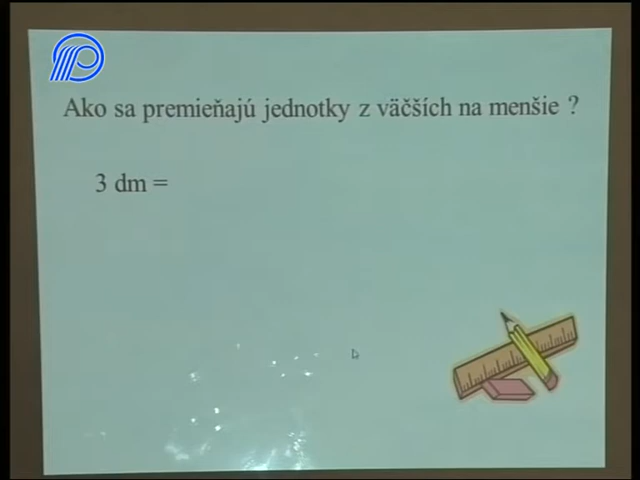 Ako sa premieňajú jednotky z väčších na menšie ?
3 dm =